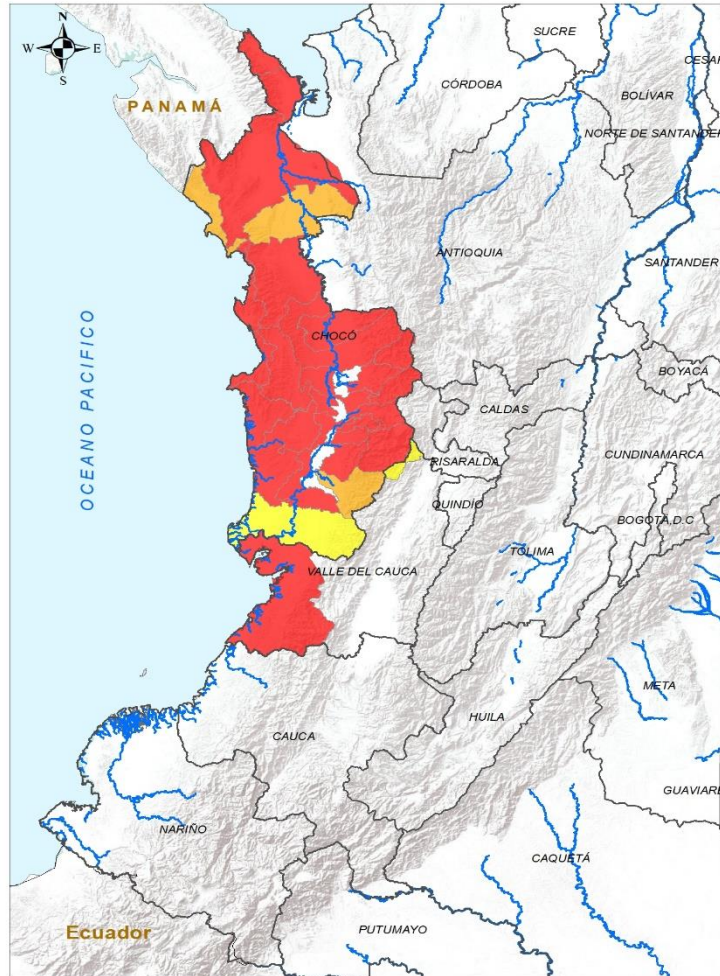 N
W E
S
SUCRE
CESAR
CÓRDOBA
BOLÍVAR
PANAMÁ
NORTE DE SANTANDER
ANTIOQUIA
SANTANDER
OCEANO PACIFICO
CHOCÓ
BOYACÁ
CALDAS
CUNDINAMARCA
RISARALDA
QUINDÍO
BOGOTÁ, D.C
TOLIMA
VALLE DEL CAUCA
META
HUILA
CAUCA
GUAVIARE
NARIÑO
CAQUETÁ
PUTUMAYO
Ecuador